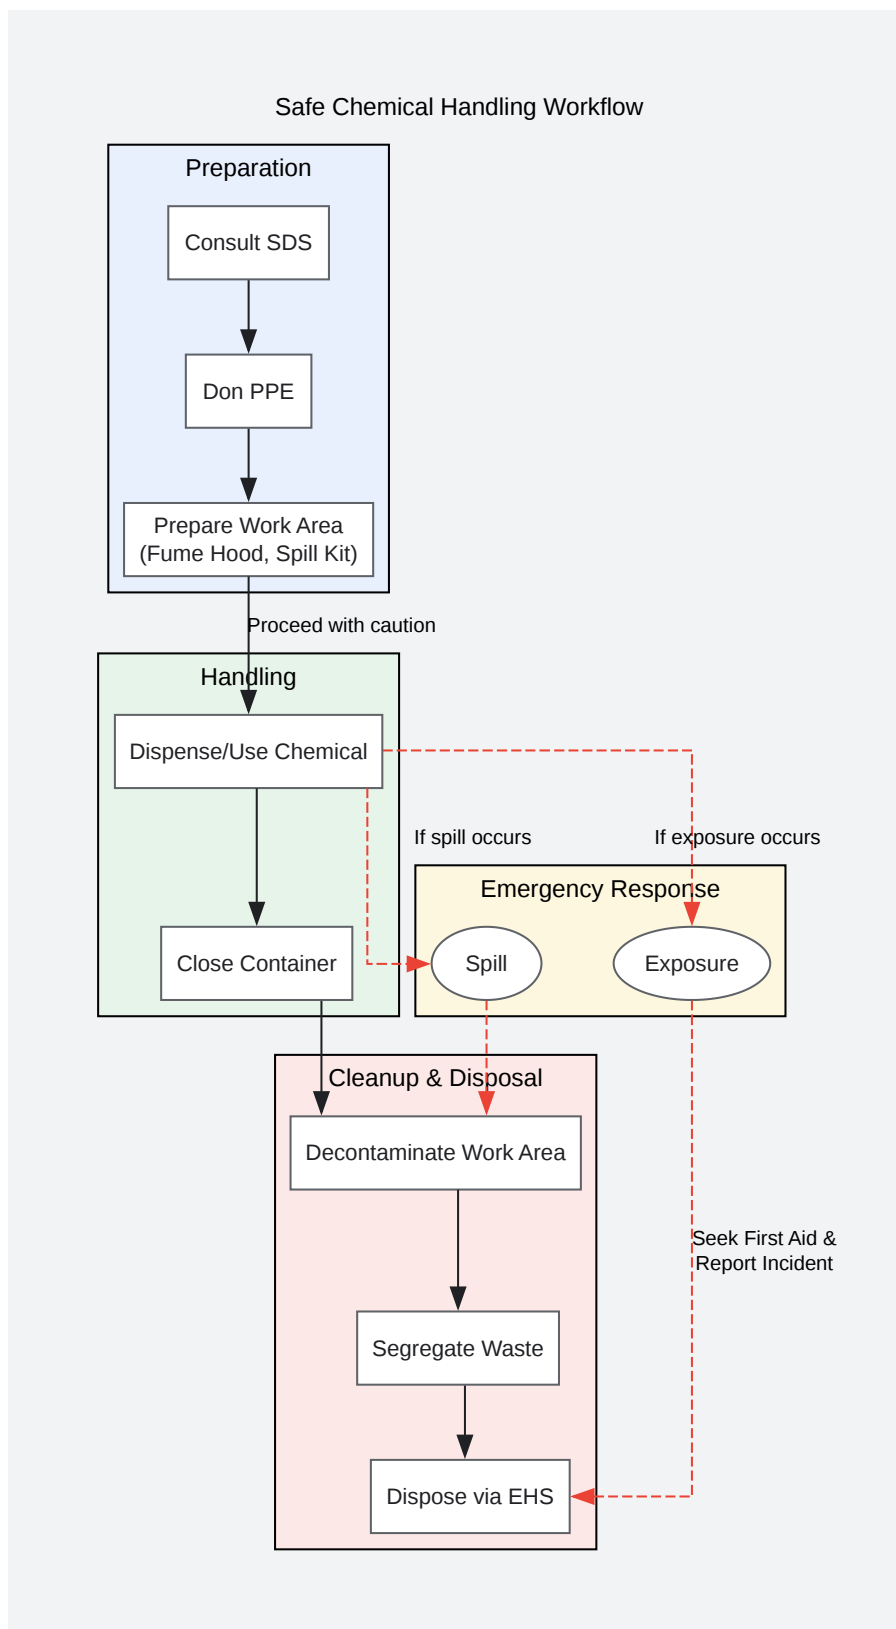 Safe Chemical Handling Workflow
Preparation
Consult SDS
Don PPE
Prepare Work Area
(Fume Hood, Spill Kit)
Proceed with caution
Handling
Dispense/Use Chemical
If spill occurs
If exposure occurs
Emergency Response
Close Container
Spill
Exposure
Cleanup & Disposal
Decontaminate Work Area
Seek First Aid &
Report Incident
Segregate Waste
Dispose via EHS